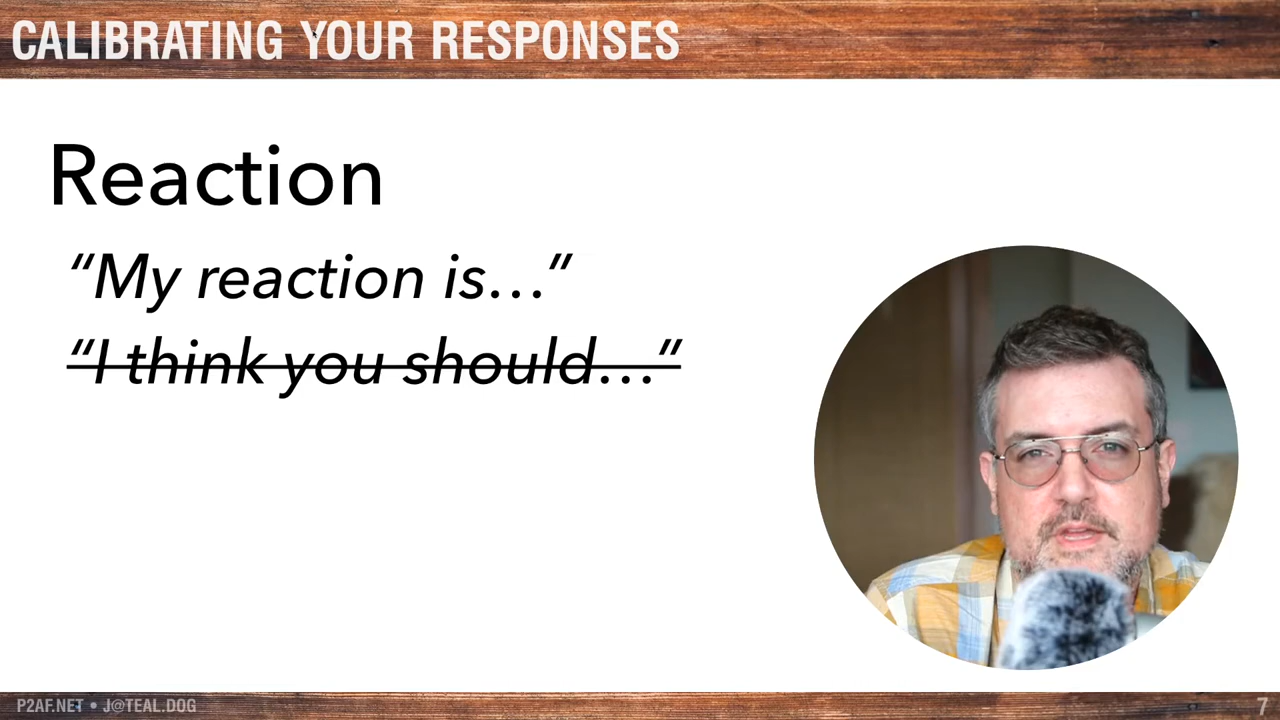 CALIBRATING YOUR RESPONSES
Reaction
“My reaction is…”
“I think you should…”
P2AF.NET • J@TEAL.DOG
7